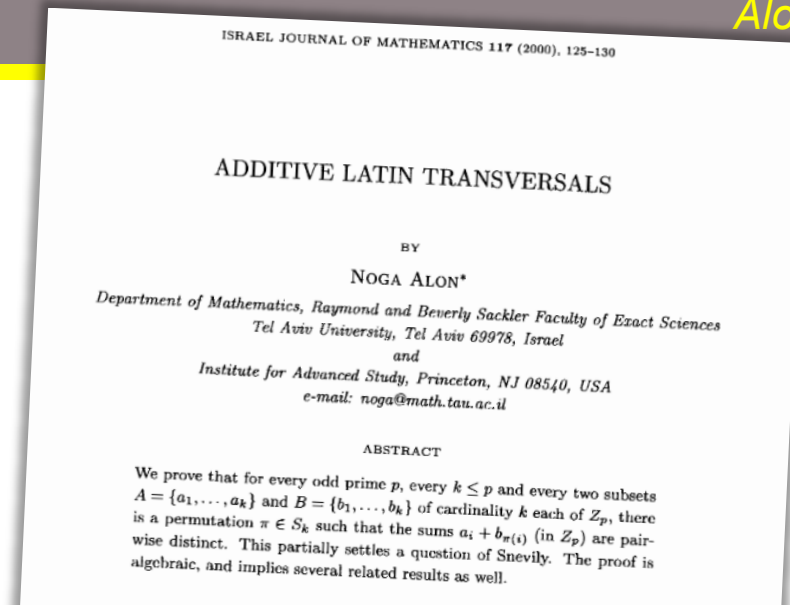 Alo
ISRAEL JOURNAL OF MATHEMATICS 117 (2000), 125–130
ADDITIVE LATIN TRANSVERSALS
BY
NOGA ALON*
Department of Mathematics, Raymond and Beverly Sackler Faculty of Exact Sciences
Tel Aviv University, Tel Aviv 69978, Israel
and
Institute for Advanced Study, Princeton, NJ 08540, USA
e-mail: noga@math.tau.ac.il
ABSTRACT
We prove that for every odd prime p, every k ≤ p and every two subsets
A = {a₁, . . . , aₖ} and B = {b₁, . . . , bₖ} of cardinality k each of Zₚ, there
is a permutation π ∈ Sₖ such that the sums aᵢ + b_π(i) (in Zₚ) are pair-
wise distinct. This partially settles a question of Snevily. The proof is
algebraic, and implies several related results as well.